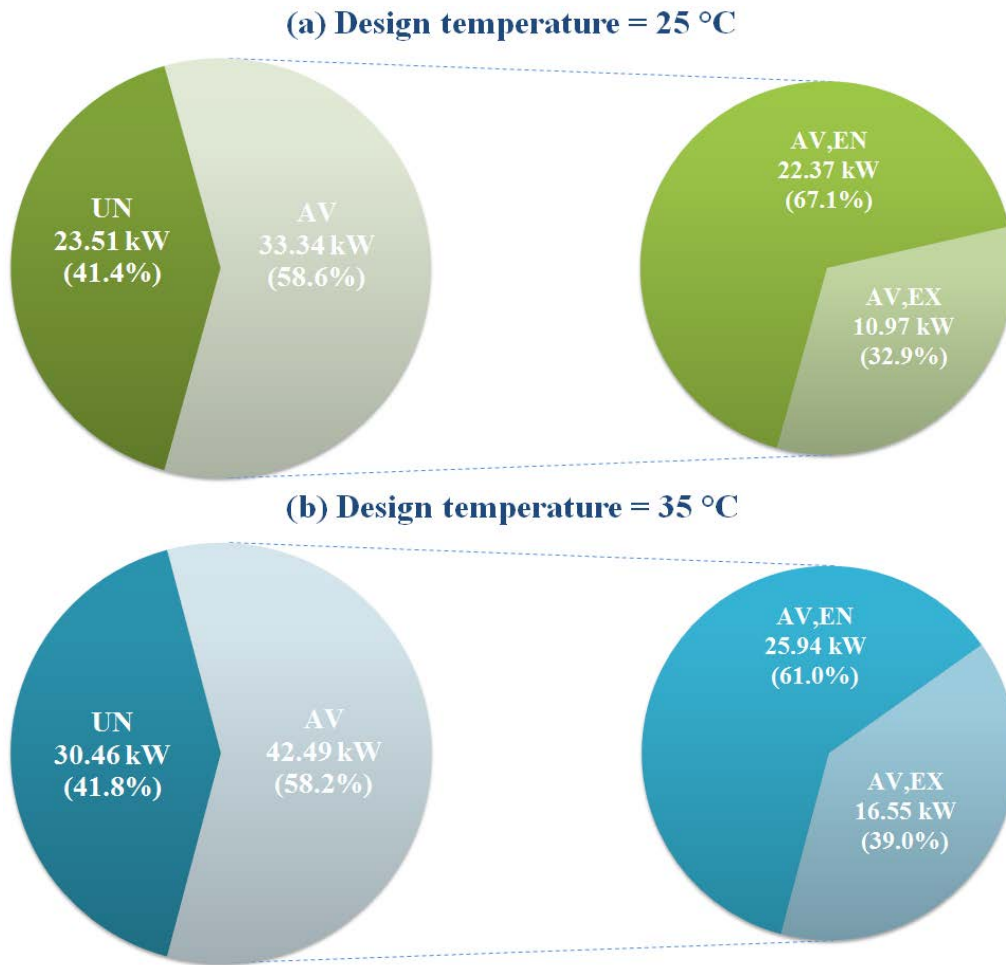 (a) Design temperature = 25 °C
UN
23.51 kW
(41.4%)
AV
33.34 kW
(58.6%)
AV,EN
22.37 kW
(67.1%)
AV,EX
10.97 kW
(32.9%)
(b) Design temperature = 35 °C
UN
30.46 kW
(41.8%)
AV
42.49 kW
(58.2%)
AV,EN
25.94 kW
(61.0%)
AV,EX
16.55 kW
(39.0%)